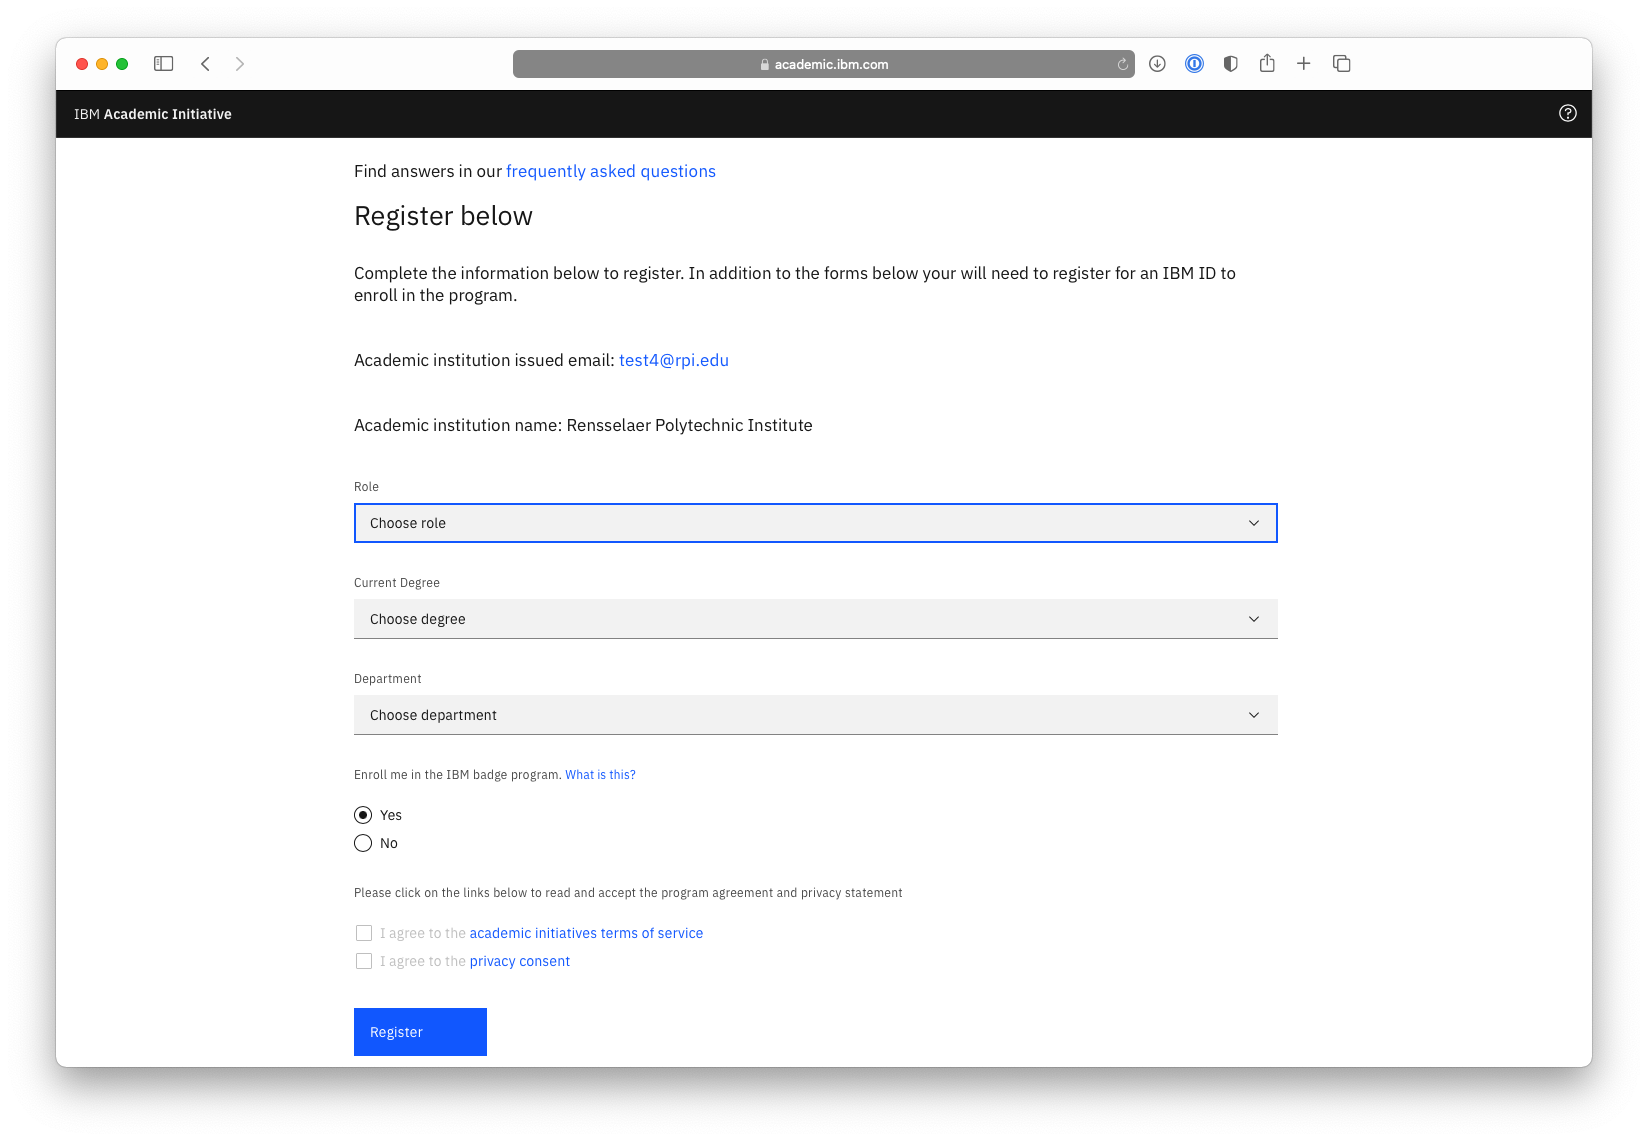 academic.ibm.com
IBM Academic Initiative
Find answers in our frequently asked questions
Register below
Complete the information below to register. In addition to the forms below your will need to register for an IBM ID to
enroll in the program.
Academic institution issued email: test4@rpi.edu
Academic institution name: Rensselaer Polytechnic Institute
Role
Choose role
Current Degree
Choose degree
Department
Choose department
Enroll me in the IBM badge program. What is this?
Yes
No
Please click on the links below to read and accept the program agreement and privacy statement
I agree to the academic initiatives terms of service
I agree to the privacy consent
Register